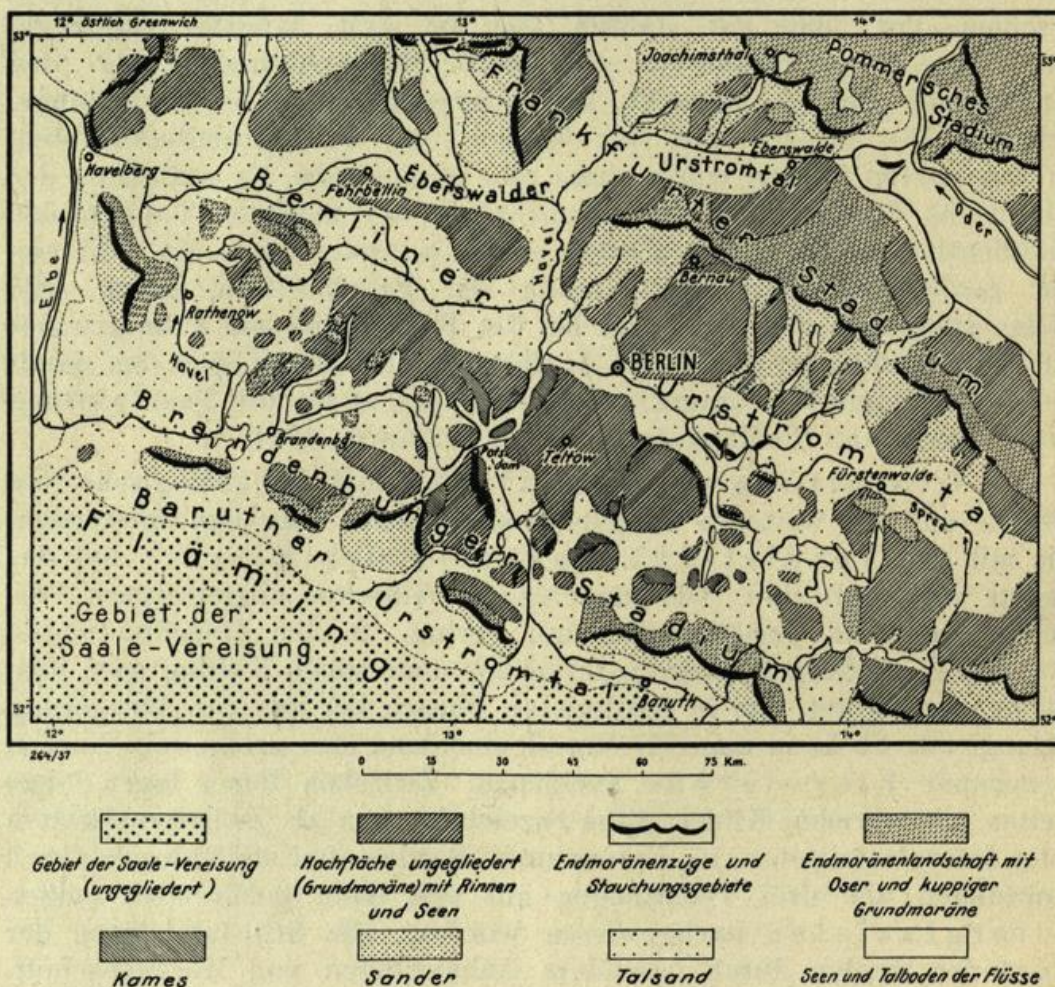 12° östlich Greenwich 13° 14°
53° 53°
Joachimsthal
Pommersches
Stadium
Frankfurter Stadium
Eberswalde
Urstromtal
Havelberg
Berliner
Fehrbellin
Eberswalder
Oder
Havel
Bernau
Elbe
Rathenow
Havel
BERLIN
Urstromtal
Brandenburger Stadium
Brandenbg.
Potsdam
Teltow
Fürstenwalde.
Spree
Baruther Urstromtal
Fläming
Gebiet der
Saale-Vereisung
Baruth
52° 52°
12° 13° 14°
264/37
0 15 30 45 60 75 Km.
Gebiet der Saale-Vereisung
(ungegliedert)
Hochfläche ungegliedert
(Grundmoräne) mit Rinnen
und Seen
Endmoränenzüge und
Stauchungsgebiete
Endmoränenlandschaft mit
Oser und kuppiger
Grundmoräne
Kames
Sander
Talsand
Seen und Talboden der Flüsse